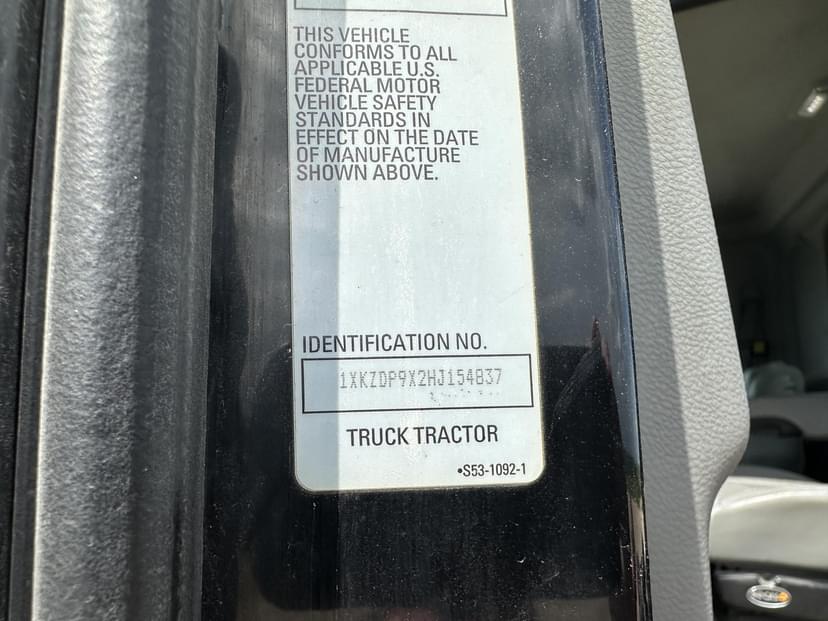 THIS VEHICLE
CONFORMS TO ALL
APPLICABLE U.S.
FEDERAL MOTOR
VEHICLE SAFETY
STANDARDS IN
EFFECT ON THE DATE
OF MANUFACTURE
SHOWN ABOVE.
IDENTIFICATION NO.
1XKZDP9X2HJ154837
TRUCK TRACTOR
•S53-1092-1